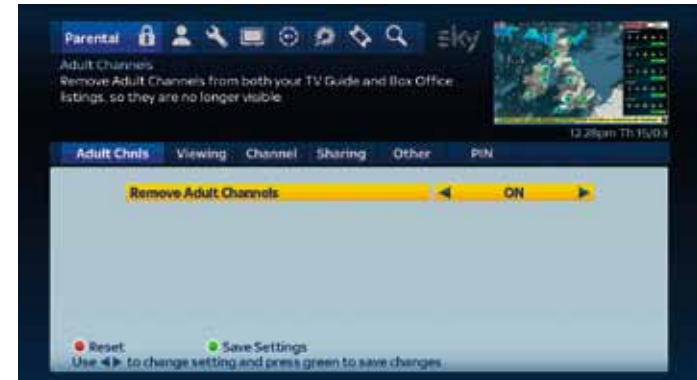 Parental
sky
Adult Channels
Remove Adult Channels from both your TV Guide and Box Office
listings, so they are no longer visible
12.28pm Th 15/03
Adult Chnls Viewing Channel Sharing Other PIN
Remove Adult Channels ON
Reset Save Settings
Use ◀▶ to change setting and press green to save changes